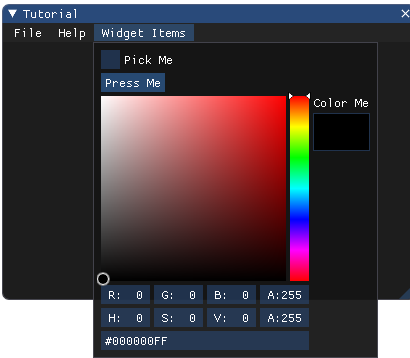 Tutorial
File Help Widget Items
Pick Me
Press Me
Color Me
R: 0 G: 0 B: 0 A:255
H: 0 S: 0 V: 0 A:255
#000000FF